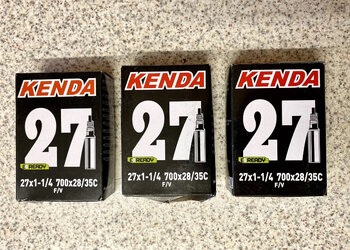 KENDA
27
E READY
27x1-1/4 700x28/35C
F/V
KENDA
27
E READY
27x1-1/4 700x28/35C
F/V
KENDA
27
E READY
27x1-1/4 700x28/35C
F/V